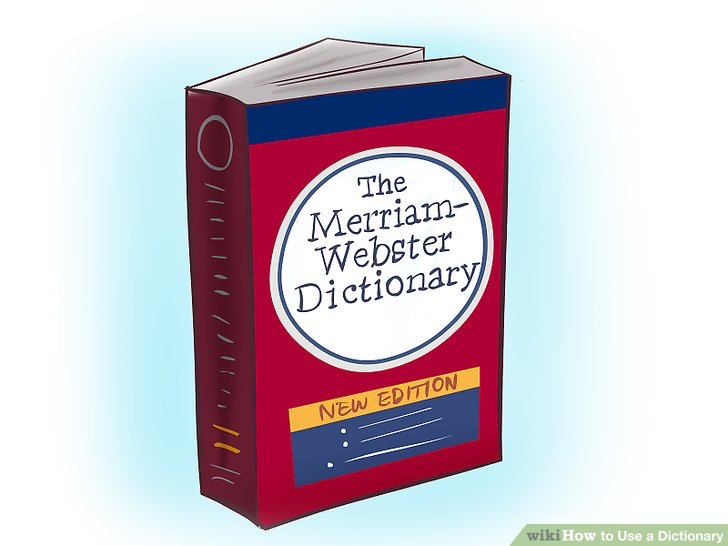 The
Merriam-
Webster
Dictionary
NEW EDITION
wikiHow to Use a Dictionary